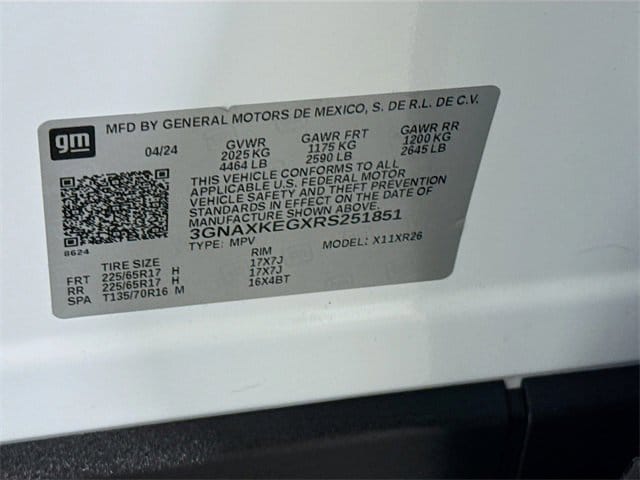 gm
MFD BY GENERAL MOTORS DE MEXICO, S. DE R.L. DE C.V.
04/24 GVWR GAWR FRT GAWR RR
2025 KG 1175 KG 1200 KG
4464 LB 2590 LB 2645 LB
THIS VEHICLE CONFORMS TO ALL
APPLICABLE U.S. FEDERAL MOTOR
VEHICLE SAFETY AND THEFT PREVENTION
STANDARDS IN EFFECT ON THE DATE OF
MANUFACTURE SHOWN ABOVE.
3GNAXKEGXRS251851
8624
TYPE: MPV MODEL: X11XR26
TIRE SIZE RIM
FRT 225/65R17 H 17X7J
RR 225/65R17 H 17X7J
SPA T135/70R16 M 16X4BT